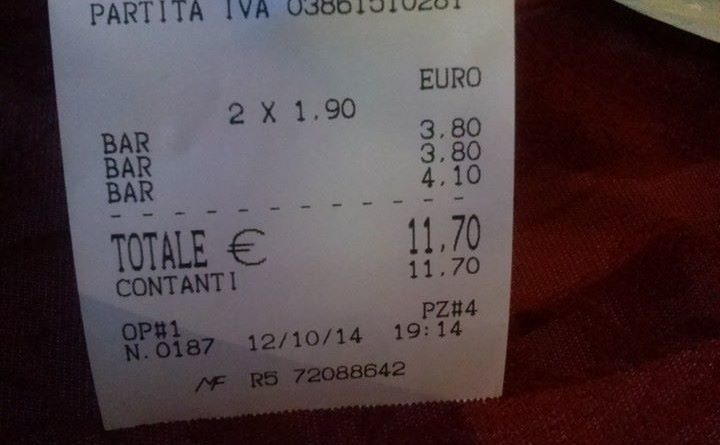 PARTITA IVA 03861510281
EURO
2 X 1.90
BAR 3.80
BAR 3.80
BAR 4.10
- - - - - - - - - - - - - - - -
TOTALE € 11,70
CONTANTI 11.70
PZ#4
OP#1
N.0187 12/10/14 19:14
MF R5 72088642